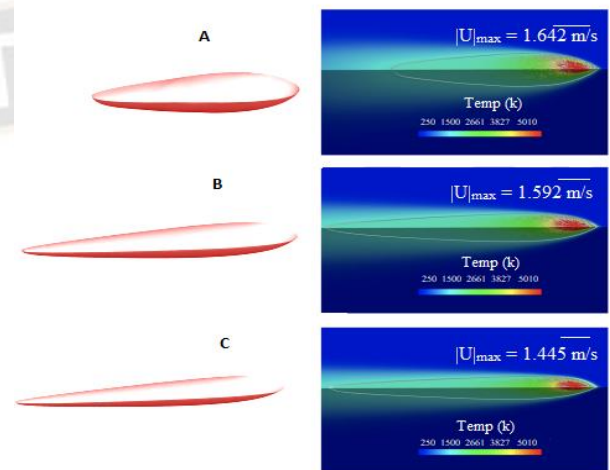 A
|U|max = 1.642 m/s
Temp (k)
250 1500 2661 3827 5010
B
|U|max = 1.592 m/s
Temp (k)
250 1500 2661 3827 5010
C
|U|max = 1.445 m/s
Temp (k)
250 1500 2661 3827 5010